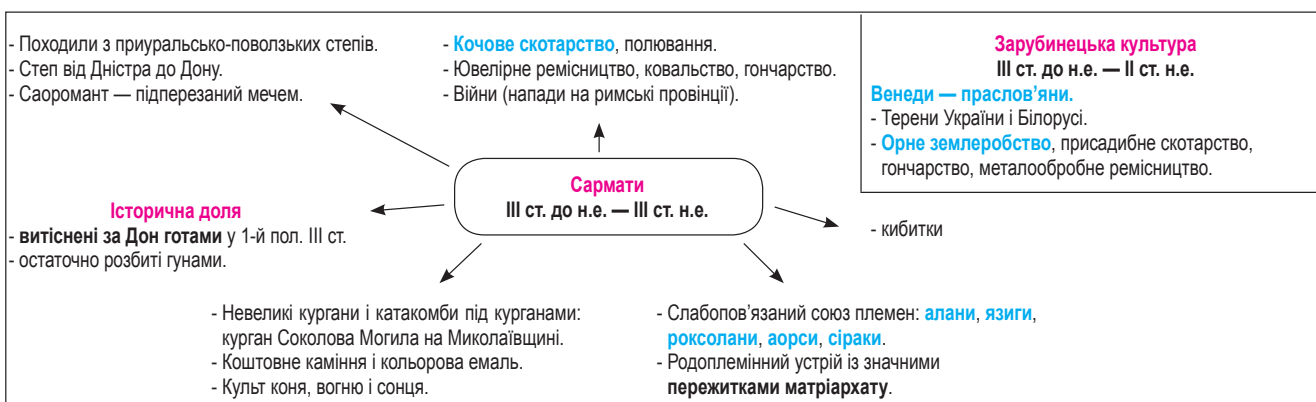 - Походили з приуральсько-поволзьких степів.
- Степ від Дністра до Дону.
- Саоромант — підперезаний мечем.
- Кочове скотарство, полювання.
- Ювелірне ремісництво, ковальство, гончарство.
- Війни (напади на римські провінції).
Зарубинецька культура
III ст. до н.е. — II ст. н.е.
Венеди — праслов’яни.
- Терени України і Білорусі.
- Орне землеробство, присадибне скотарство,
гончарство, металообробне ремісництво.
Сармати
III ст. до н.е. — III ст. н.е.
Історична доля
- витіснені за Дон готами у 1-й пол. III ст.
- остаточно розбиті гунами.
- кибитки
- Невеликі кургани і катакомби під курганами:
курган Соколова Могила на Миколаївщині.
- Коштовне каміння і кольорова емаль.
- Культ коня, вогню і сонця.
- Слабопов’язаний союз племен: алани, язиги,
роксолани, аорси, сіраки.
- Родоплемінний устрій із значними
пережитками матріархату.